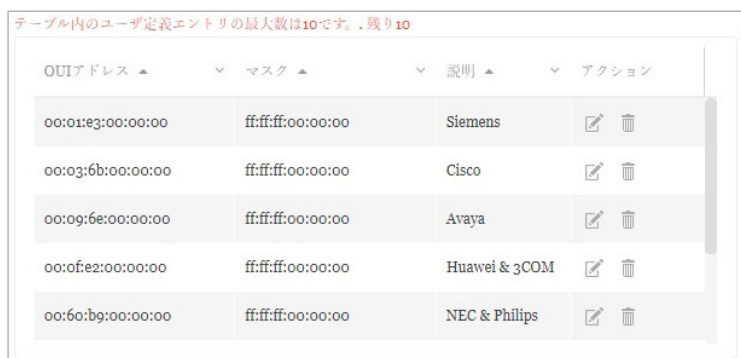 テーブル内のユーザ定義エントリの最大数は10です。. 残り10
OUIアドレス マスク 説明 アクション
00:01:e3:00:00:00 ff:ff:ff:00:00:00 Siemens
00:03:6b:00:00:00 ff:ff:ff:00:00:00 Cisco
00:09:6e:00:00:00 ff:ff:ff:00:00:00 Avaya
00:0f:e2:00:00:00 ff:ff:ff:00:00:00 Huawei & 3COM
00:60:b9:00:00:00 ff:ff:ff:00:00:00 NEC & Philips